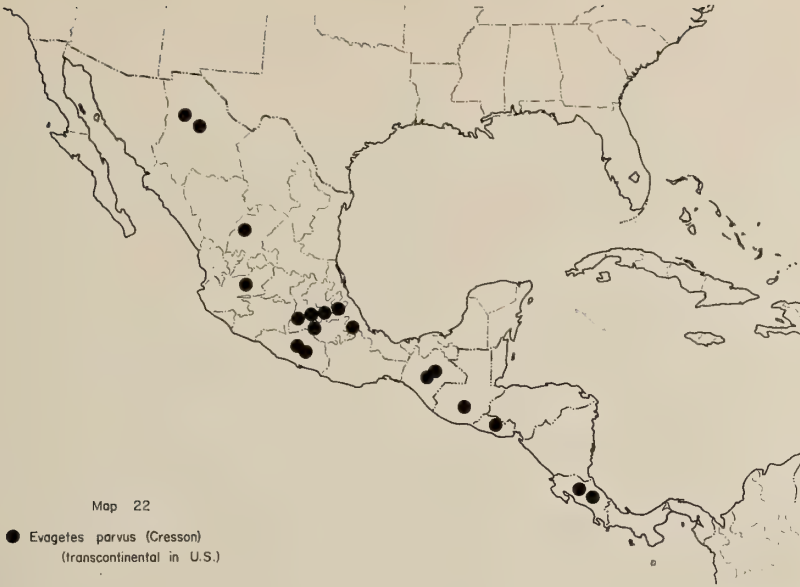 Map 22
Evagetes parvus (Cresson)
(transcontinental in U.S.)